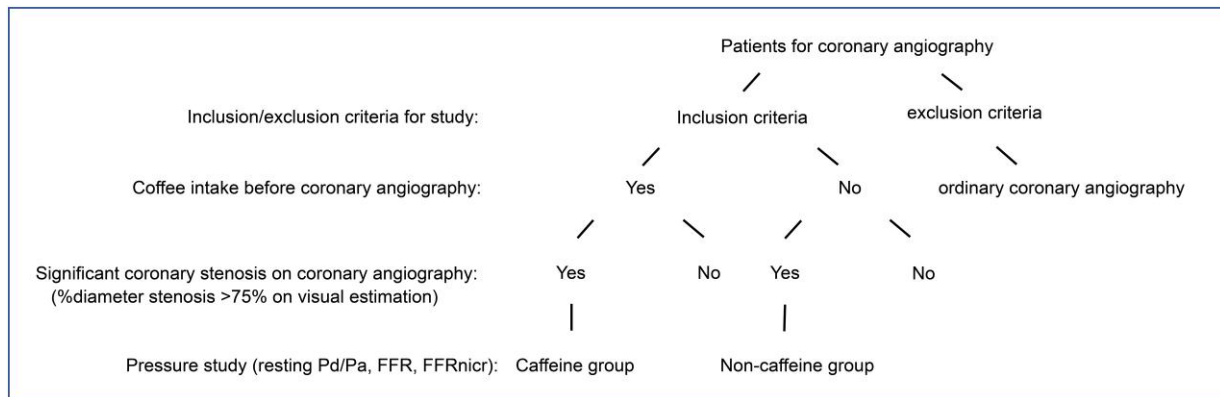 Patients for coronary angiography
Inclusion/exclusion criteria for study: Inclusion criteria exclusion criteria
Coffee intake before coronary angiography: Yes No ordinary coronary angiography
Significant coronary stenosis on coronary angiography: Yes No Yes No
(%diameter stenosis >75% on visual estimation)
Pressure study (resting Pd/Pa, FFR, FFRnicr): Caffeine group Non-caffeine group